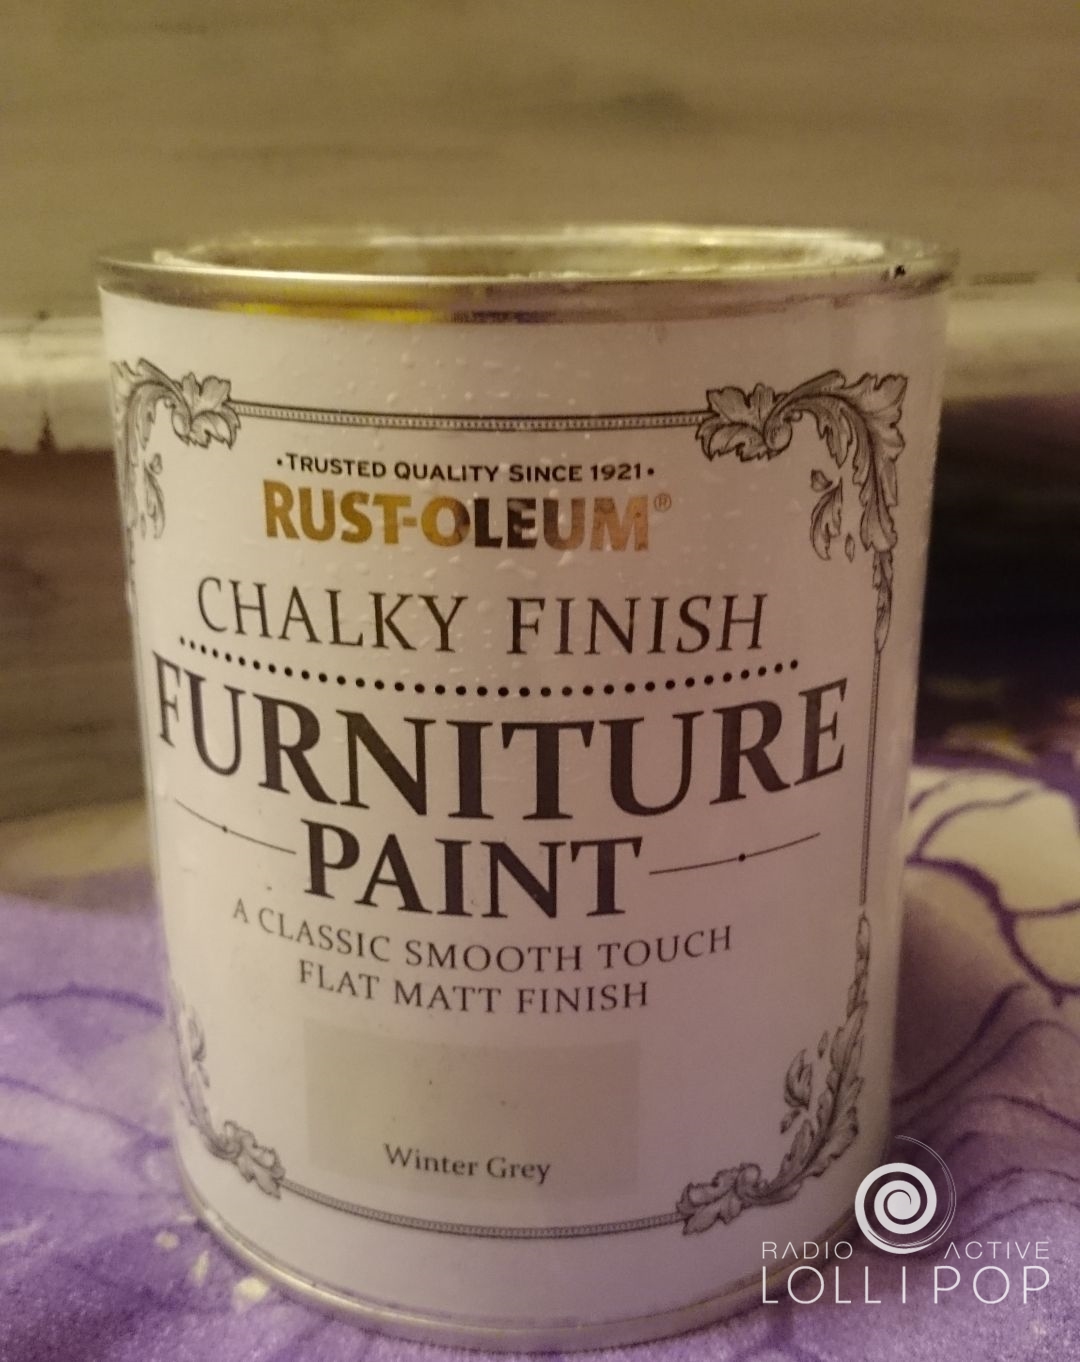 •TRUSTED QUALITY SINCE 1921•
RUST-OLEUM®
CHALKY FINISH
FURNITURE
PAINT
A CLASSIC SMOOTH TOUCH
FLAT MATT FINISH
Winter Grey
RADIO ACTIVE
LOLLIPOP